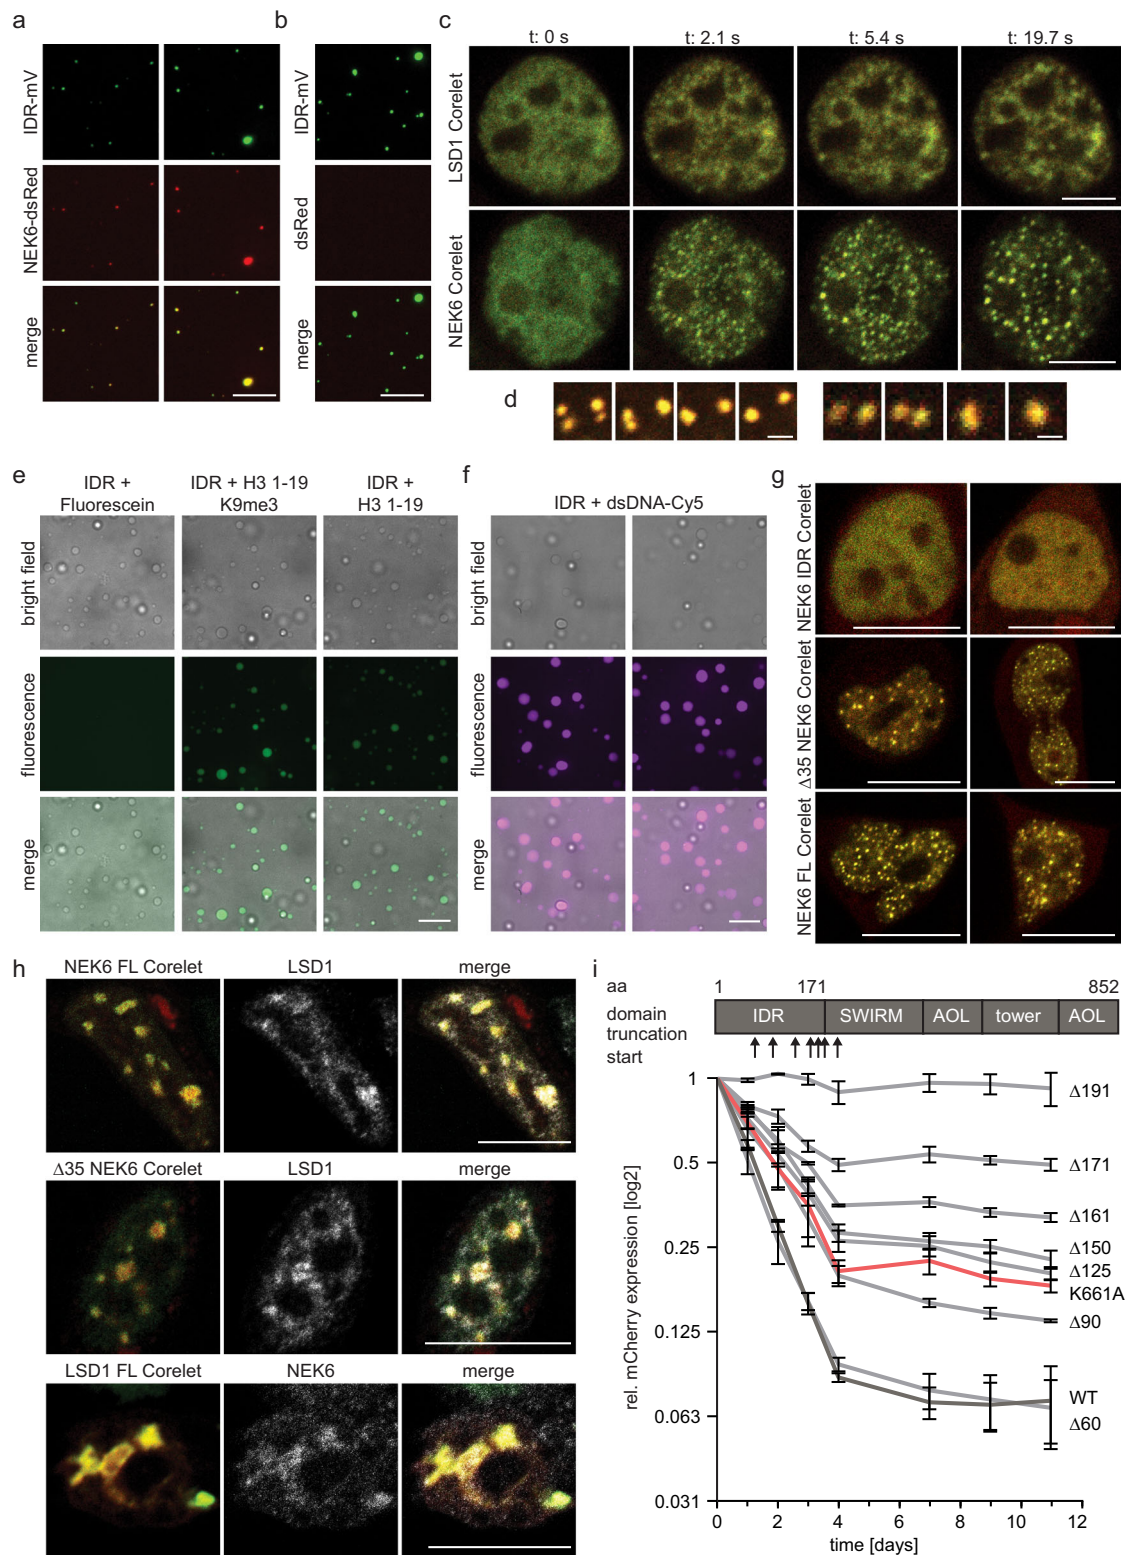 a
b
IDR-mV
NEK6-dsRed
merge
IDR-mV
dsRed
merge
c
t: 0 s
t: 2.1 s
t: 5.4 s
t: 19.7 s
LSD1 Corelet
NEK6 Corelet
d
e
IDR +
Fluorescein
IDR + H3 1-19
K9me3
IDR +
H3 1-19
bright field
fluorescence
merge
f
IDR + dsDNA-Cy5
bright field
fluorescence
merge
g
NEK6 IDR Corelet
Δ35 NEK6 Corelet
NEK6 FL Corelet
h
NEK6 FL Corelet
LSD1
merge
Δ35 NEK6 Corelet
LSD1
merge
LSD1 FL Corelet
NEK6
merge
i
aa
1
171
852
domain
IDR
SWIRM
AOL
tower
AOL
truncation
start
rel. mCherry expression [log2]
1
0.5
0.25
0.125
0.063
0.031
Δ191
Δ171
Δ161
Δ150
Δ125
K661A
Δ90
WT
Δ60
0
2
4
6
8
10
12
time [days]